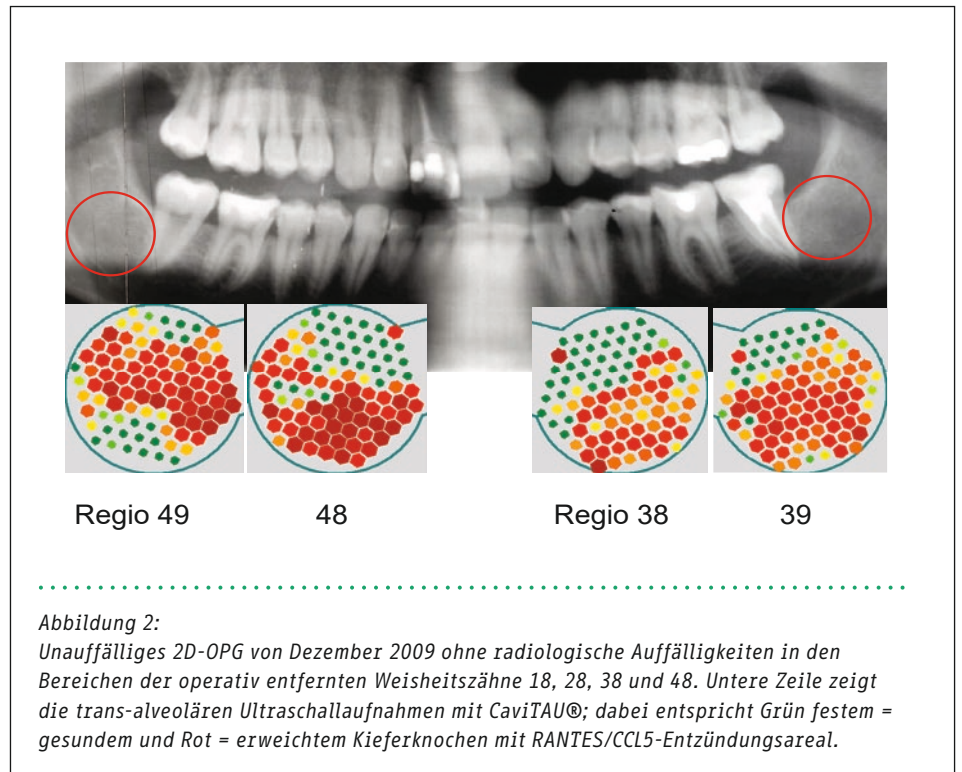 Regio 49 48 Regio 38 39
Abbildung 2:
Unauffälliges 2D-OPG von Dezember 2009 ohne radiologische Auffälligkeiten in den
Bereichen der operativ entfernten Weisheitszähne 18, 28, 38 und 48. Untere Zeile zeigt
die trans-alveolären Ultraschallaufnahmen mit CaviTAU®; dabei entspricht Grün festem =
gesundem und Rot = erweichtem Kieferknochen mit RANTES/CCL5-Entzündungsareal.